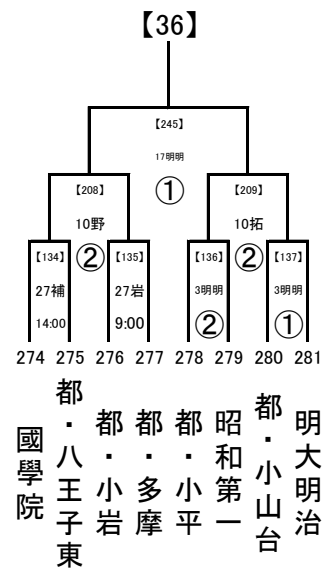 【36】
【245】
17明明
①
【208】
【209】
10野
10拓
②
②
【134】
【135】
【136】
【137】
27補
27岩
3明明
3明明
14:00
9:00
②
①
274 275 276 277 278 279 280 281
國學院
都・八王子東
都・小岩
都・多摩
都・小平
昭和第一
都・小山台
明大明治